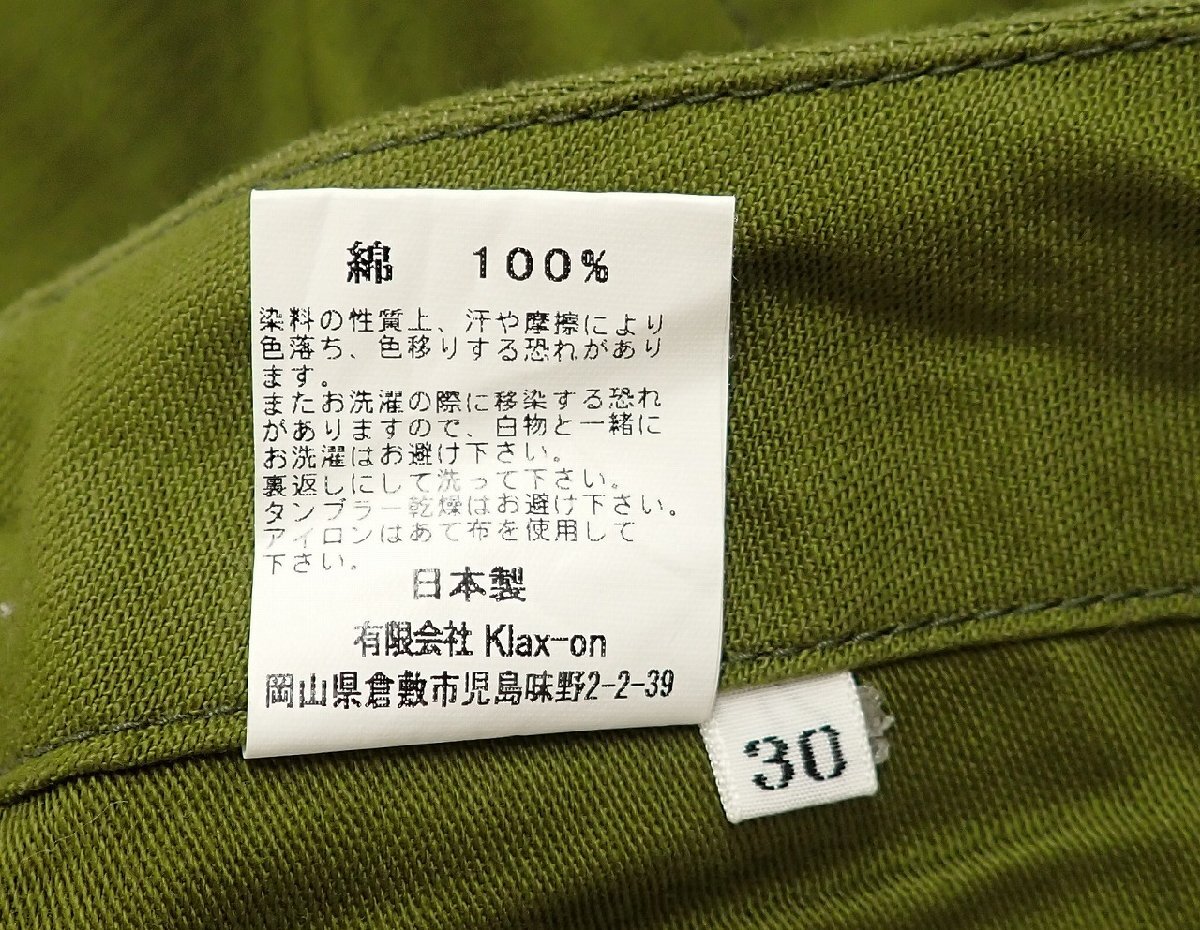 綿 100%
染料の性質上、汗や摩擦により
色落ち、色移りする恐れがあり
ます。
またお洗濯の際に移染する恐れ
がありますので、白物と一緒に
お洗濯はお避け下さい。
裏返しにして洗って下さい。
タンブラー乾燥はお避け下さい。
アイロンはあて布を使用して
下さい。
日本製
有限会社 Klax-on
岡山県倉敷市児島味野2-2-39
30